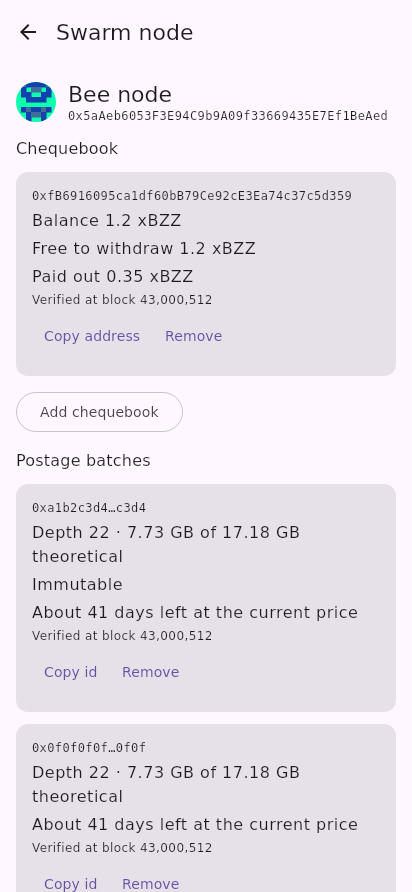 Swarm node
Bee node
0x5aAeb6053F3E94C9b9A09f33669435E7Ef1BeAed
Chequebook
0xfB6916095ca1df60bB79Ce92cE3Ea74c37c5d359
Balance 1.2 xBZZ
Free to withdraw 1.2 xBZZ
Paid out 0.35 xBZZ
Verified at block 43,000,512
Copy address Remove
Add chequebook
Postage batches
0xa1b2c3d4…c3d4
Depth 22 · 7.73 GB of 17.18 GB
theoretical
Immutable
About 41 days left at the current price
Verified at block 43,000,512
Copy id Remove
0x0f0f0f0f…0f0f
Depth 22 · 7.73 GB of 17.18 GB
theoretical
About 41 days left at the current price
Verified at block 43,000,512
Copy id Remove